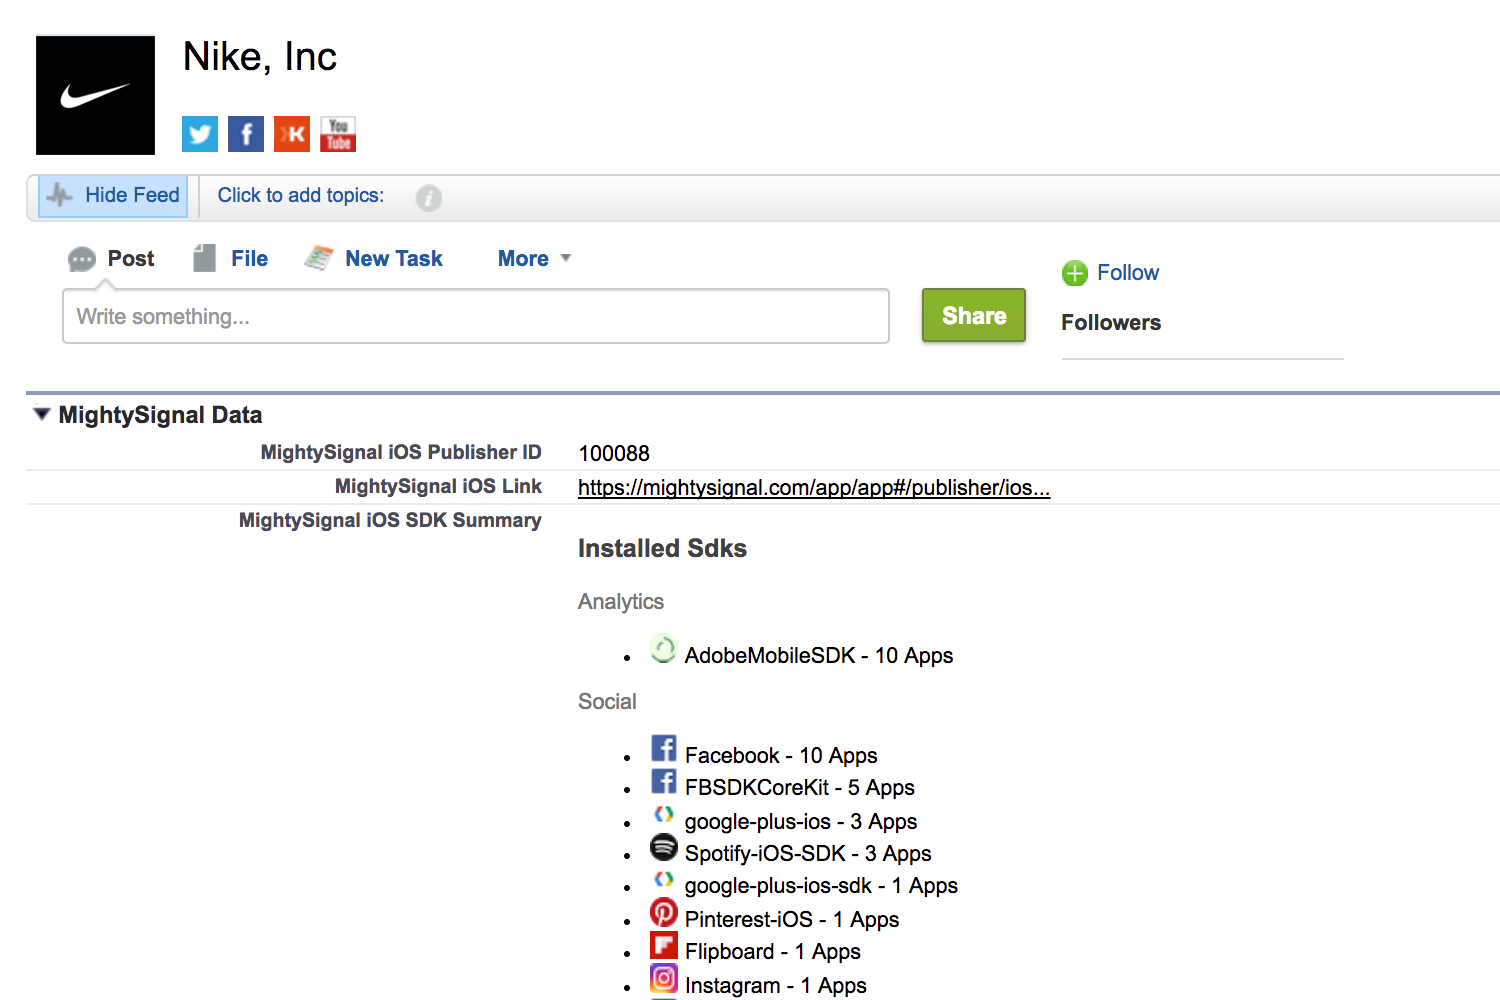 Nike, Inc
You
Tube
Hide Feed
Click to add topics:
Post
File
New Task
More
Follow
Write something...
Share
Followers
MightySignal Data
MightySignal iOS Publisher ID 100088
MightySignal iOS Link https://mightysignal.com/app/app#/publisher/ios...
MightySignal iOS SDK Summary
Installed Sdks
Analytics
AdobeMobileSDK - 10 Apps
Social
Facebook - 10 Apps
FBSDKCoreKit - 5 Apps
google-plus-ios - 3 Apps
Spotify-iOS-SDK - 3 Apps
google-plus-ios-sdk - 1 Apps
Pinterest-iOS - 1 Apps
Flipboard - 1 Apps
Instagram - 1 Apps